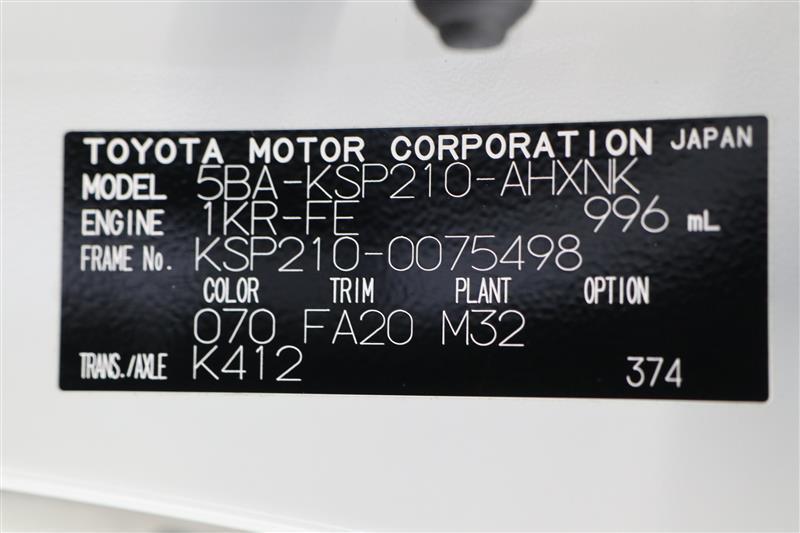 TOYOTA MOTOR CORPORATION JAPAN
MODEL 5BA-KSP210-AHXNK
ENGINE 1KR-FE 996 mL
FRAME No. KSP210-0075498
COLOR TRIM PLANT OPTION
070 FA20 M32
TRANS./AXLE K412 374